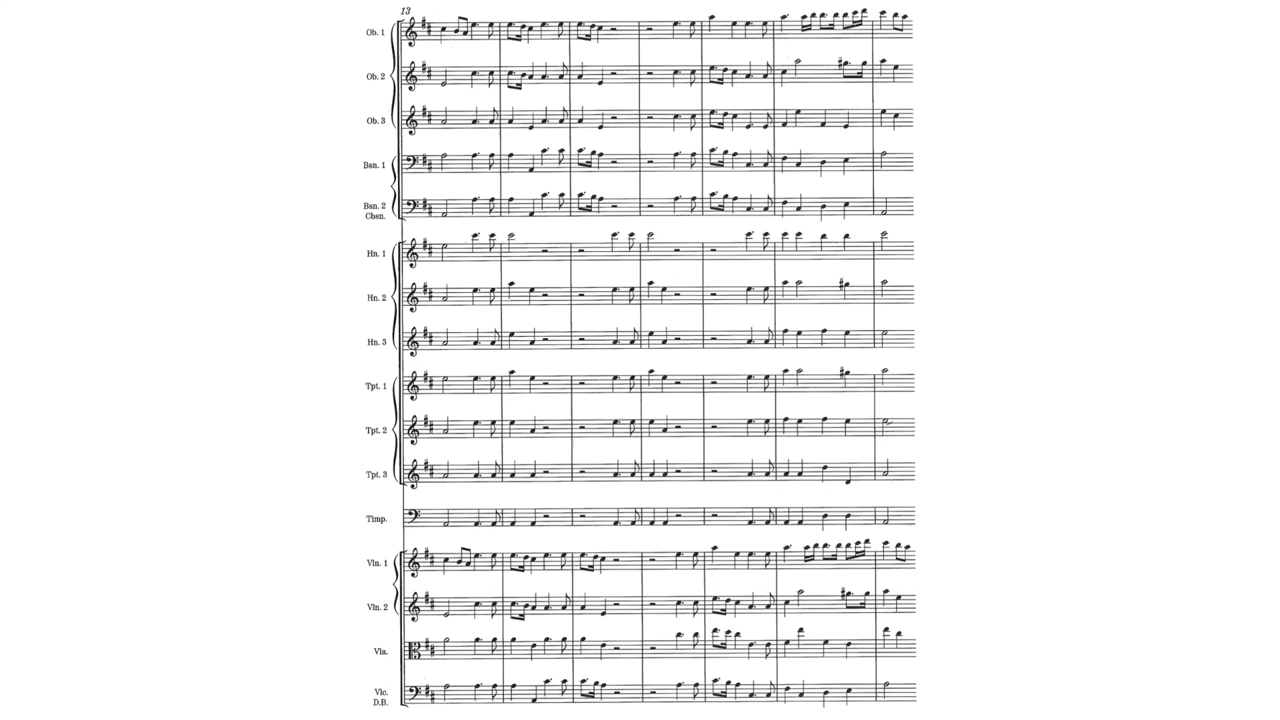 13
Ob. 1
Ob. 2
Ob. 3
Bsn. 1
Bsn. 2
Cbsn.
Hn. 1
Hn. 2
Hn. 3
Tpt. 1
Tpt. 2
Tpt. 3
Timp.
Vln. 1
Vln. 2
Vla.
Vlc.
D.B.